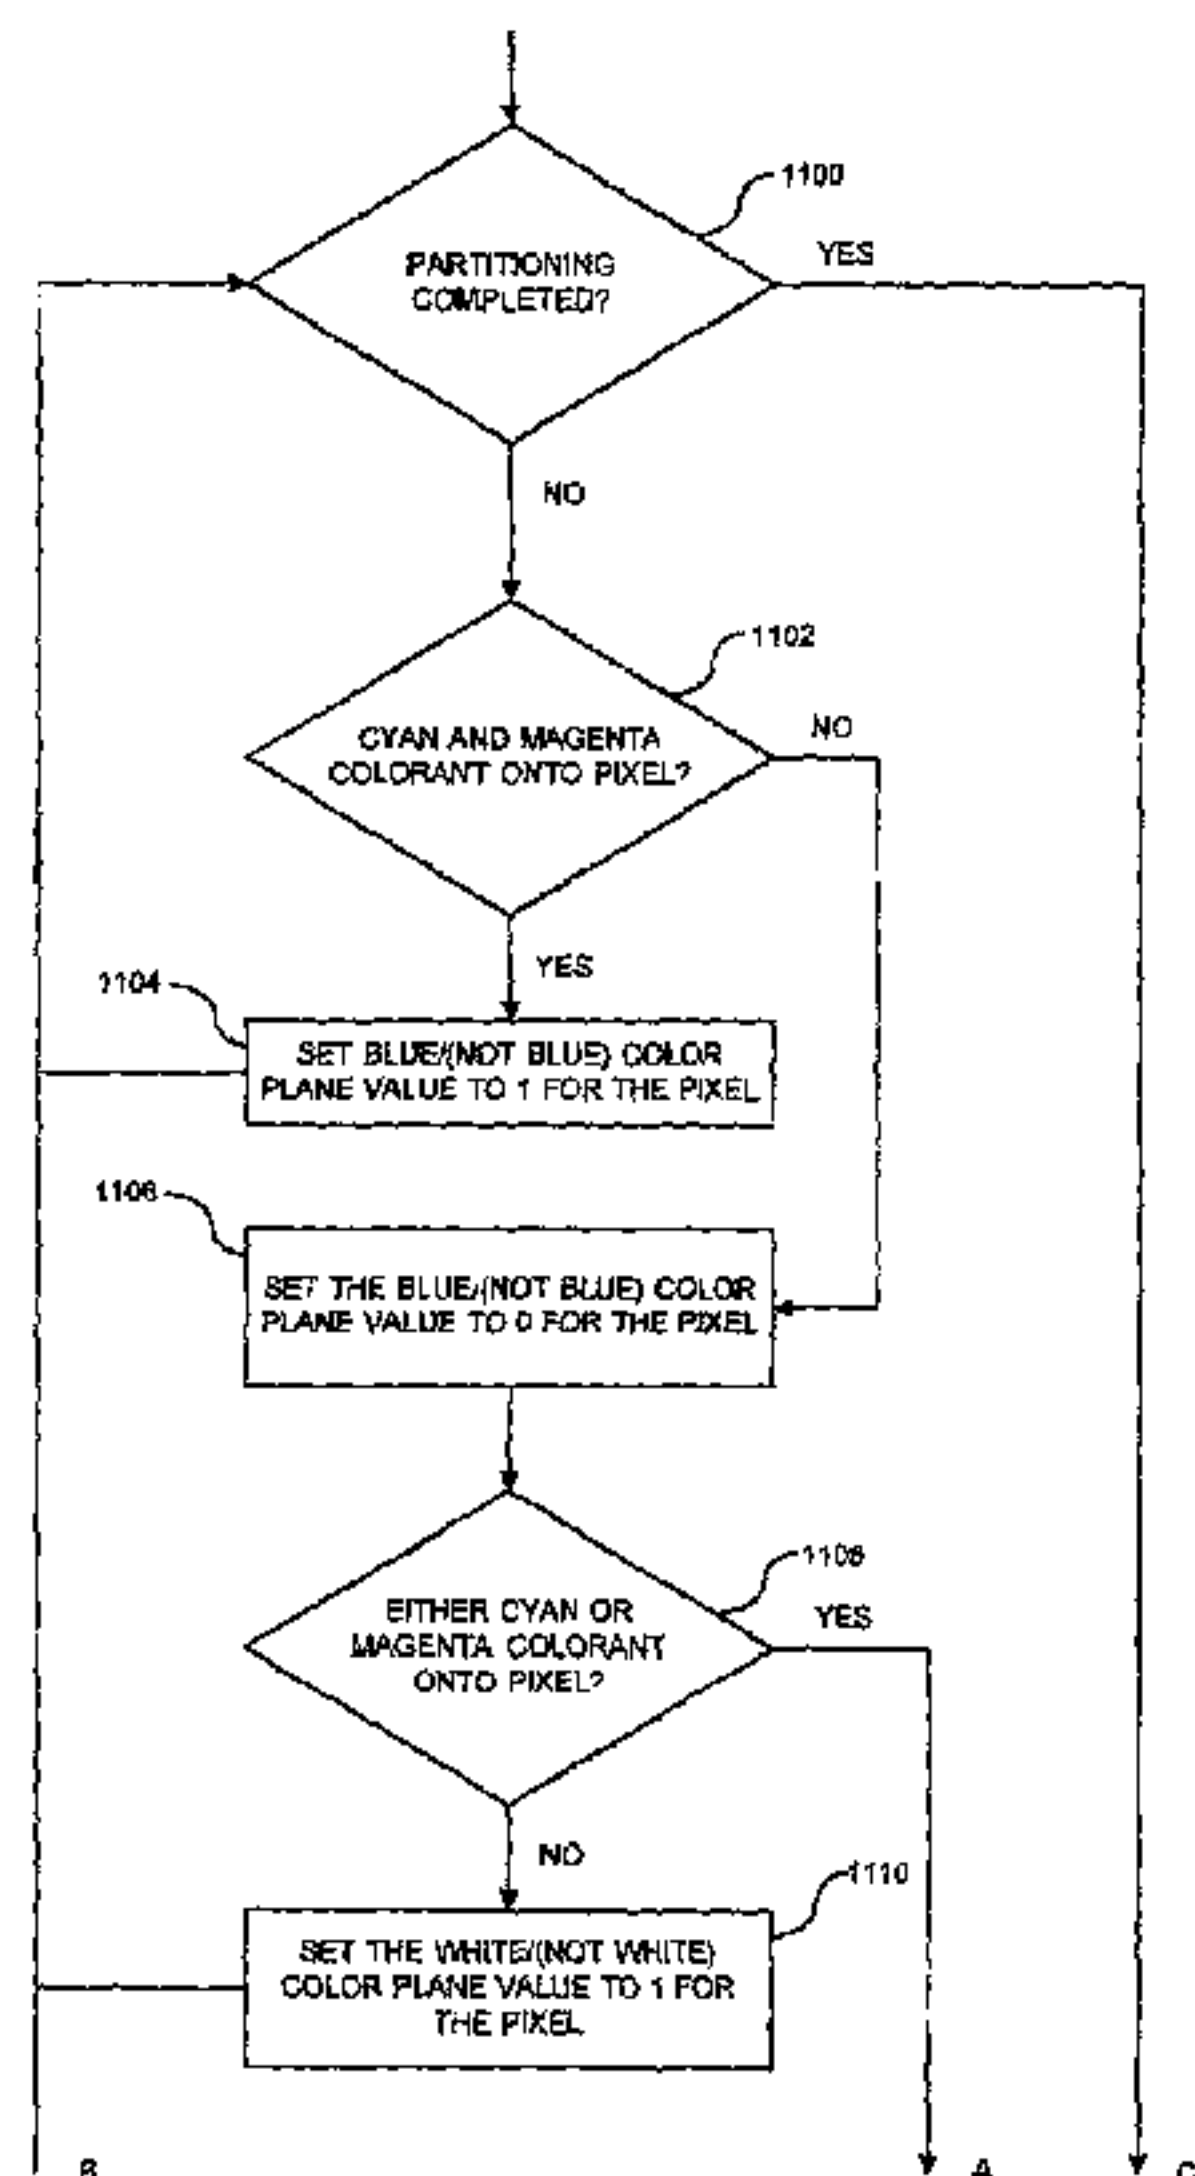 1100
PARTITIONING
COMPLETED?
YES
NO
1102
CYAN AND MAGENTA
COLORANT ONTO PIXEL?
NO
YES
1104
SET BLUE/(NOT BLUE) COLOR
PLANE VALUE TO 1 FOR THE PIXEL
1106
SET THE BLUE/(NOT BLUE) COLOR
PLANE VALUE TO 0 FOR THE PIXEL
1108
EITHER CYAN OR
MAGENTA COLORANT
ONTO PIXEL?
YES
NO
1110
SET THE WHITE/(NOT WHITE)
COLOR PLANE VALUE TO 1 FOR
THE PIXEL